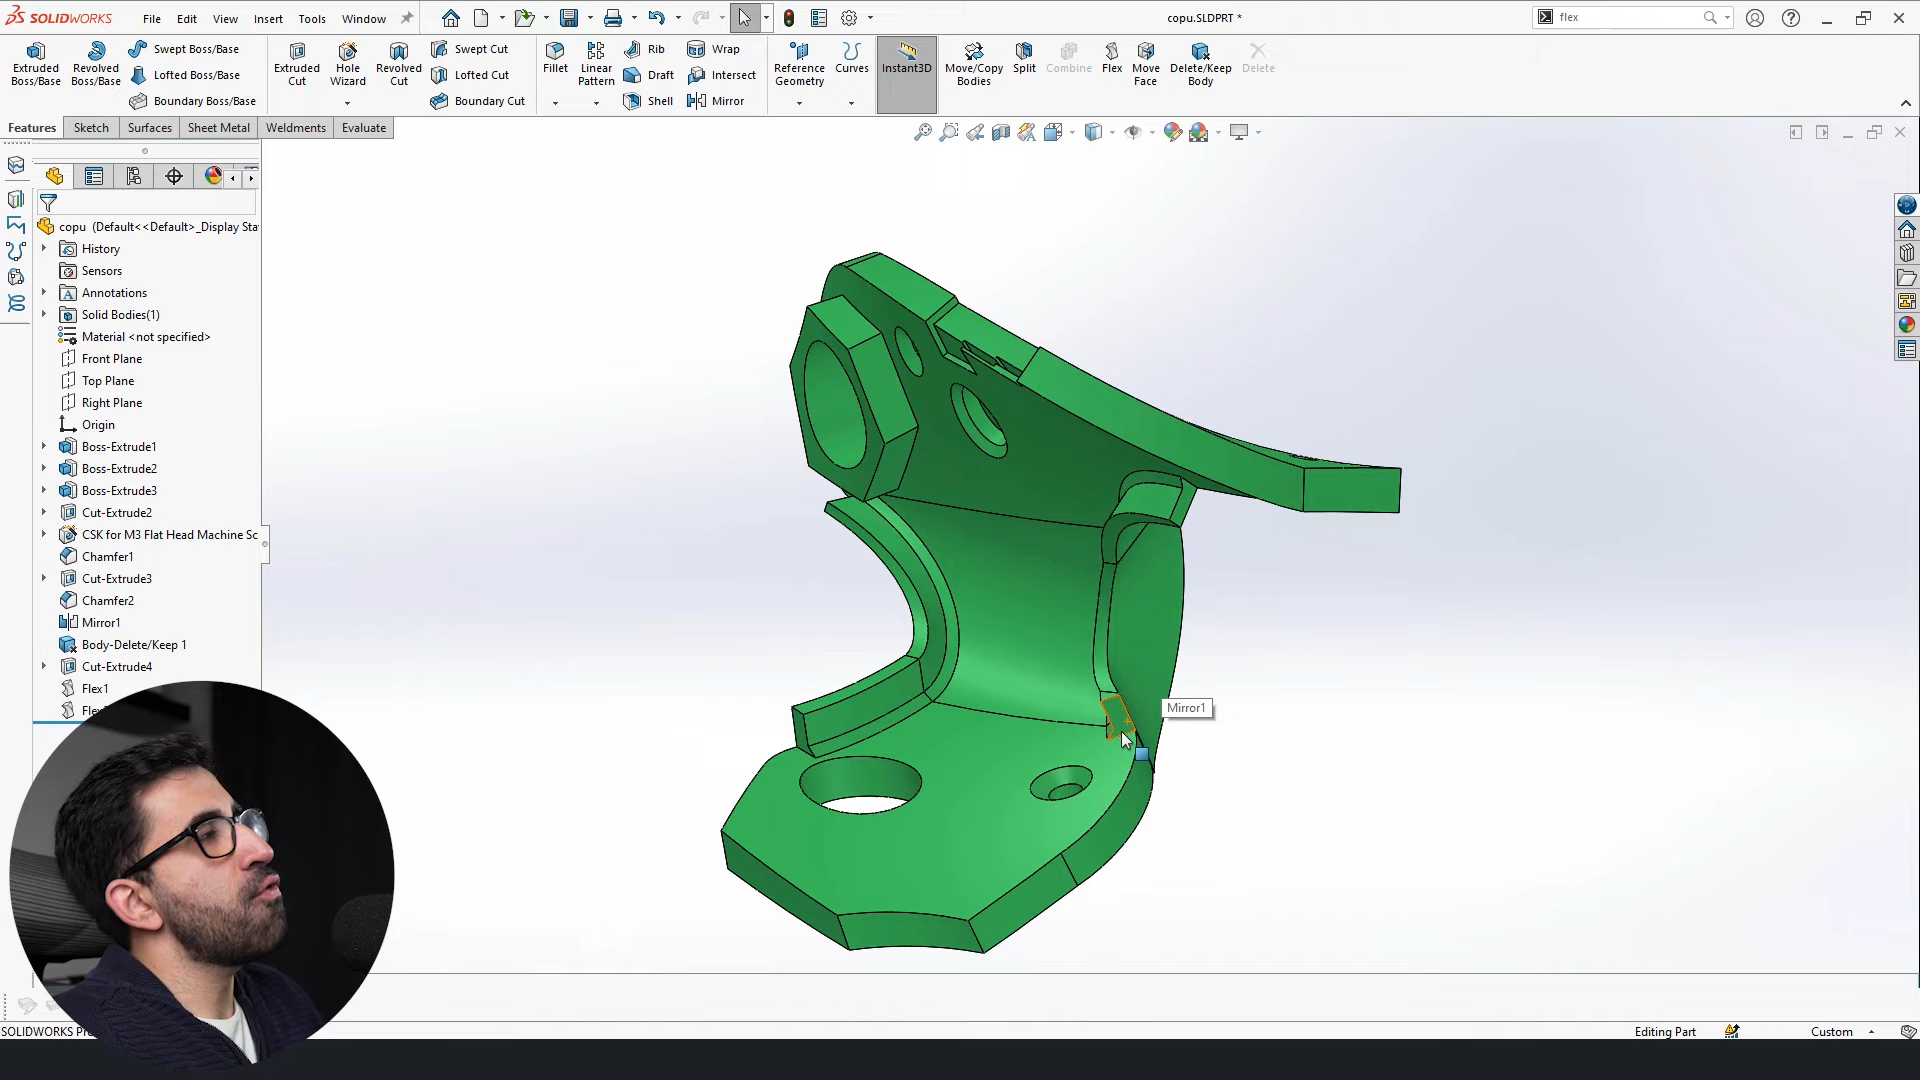 SOLIDWORKS
File
Edit
View
Insert
Tools
Window
copu.SLDPRT *
flex
Extruded Boss/Base
Revolved Boss/Base
Swept Boss/Base
Lofted Boss/Base
Boundary Boss/Base
Extruded Cut
Hole Wizard
Revolved Cut
Swept Cut
Lofted Cut
Boundary Cut
Fillet
Linear Pattern
Rib
Draft
Shell
Wrap
Intersect
Mirror
Reference Geometry
Curves
Instant3D
Move/Copy Bodies
Split
Combine
Flex
Move Face
Delete/Keep Body
Delete
Features
Sketch
Surfaces
Sheet Metal
Weldments
Evaluate
copu (Default<<Default>_Display Sta
History
Sensors
Annotations
Solid Bodies(1)
Material <not specified>
Front Plane
Top Plane
Right Plane
Origin
Boss-Extrude1
Boss-Extrude2
Boss-Extrude3
Cut-Extrude2
CSK for M3 Flat Head Machine Sc
Chamfer1
Cut-Extrude3
Chamfer2
Mirror1
Body-Delete/Keep 1
Cut-Extrude4
Flex1
Mirror1
SOLIDWORKS
Editing Part
Custom